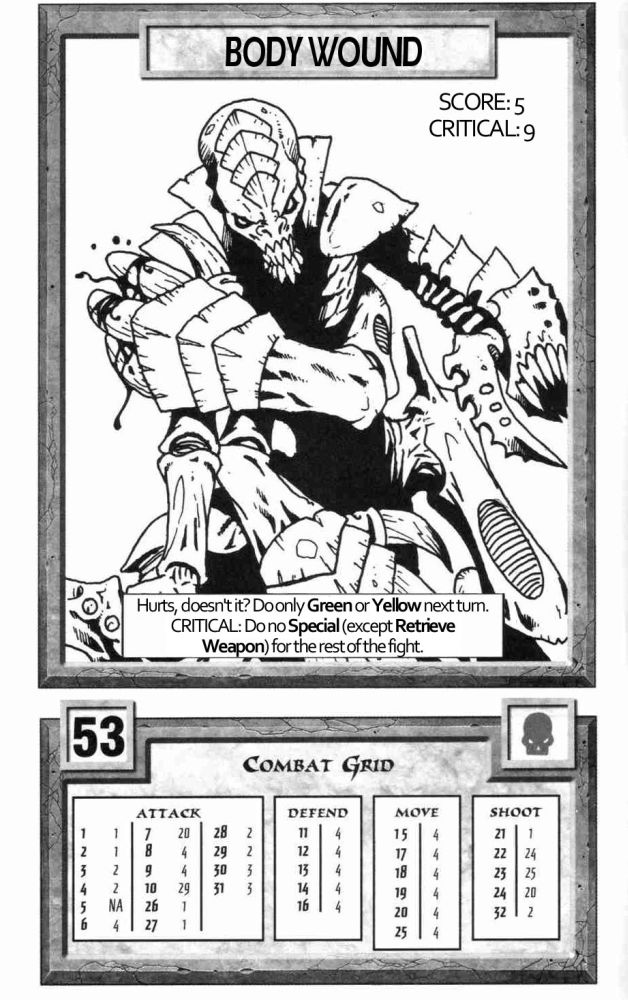 BODY WOUND
SCORE: 5
CRITICAL: 9
Hurts, doesn't it? Do only Green or Yellow next turn.
CRITICAL: Do no Special (except Retrieve
Weapon) for the rest of the fight.
53
COMBAT GRID
ATTACK DEFEND MOVE SHOOT
1 1 7 20 28 2 11 4 15 4 21 1
2 1 8 4 29 2 12 4 17 4 22 24
3 2 9 4 30 3 13 4 18 4 23 25
4 2 10 29 31 3 14 4 19 4 24 20
5 NA 26 1 16 4 20 4 32 2
6 4 27 1 25 4